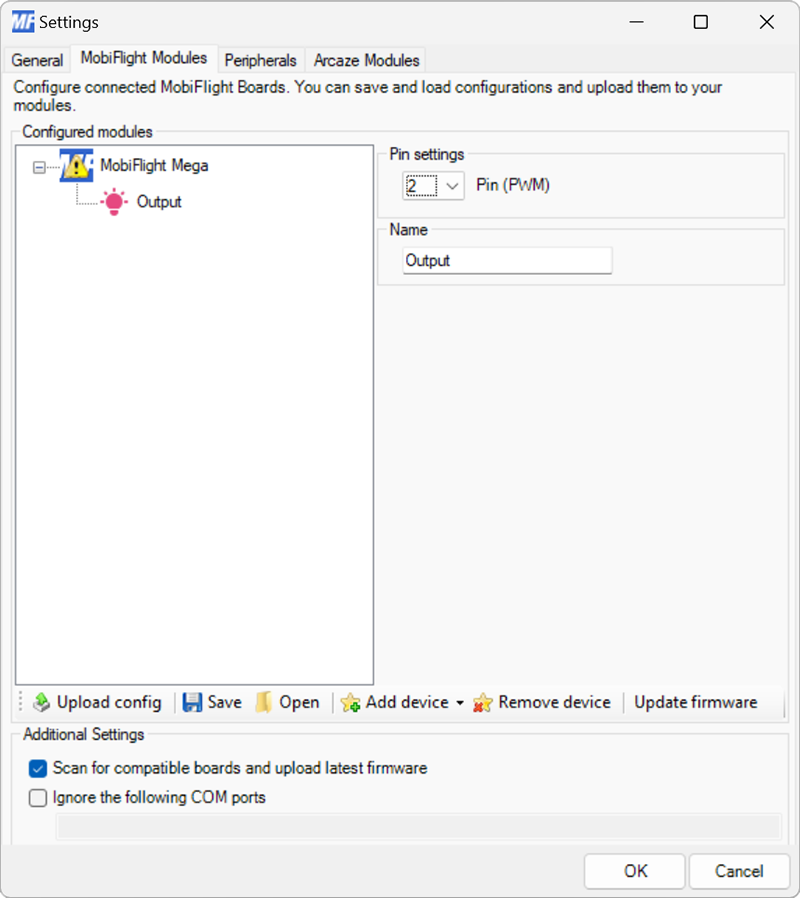 MF Settings
General MobiFlight Modules Peripherals Arcaze Modules
Configure connected MobiFlight Boards. You can save and load configurations and upload them to your
modules.
Configured modules
MobiFlight Mega
Output
Pin settings
2 Pin (PWM)
Name
Output
Upload config Save Open Add device Remove device Update firmware
Additional Settings
Scan for compatible boards and upload latest firmware
Ignore the following COM ports
OK Cancel